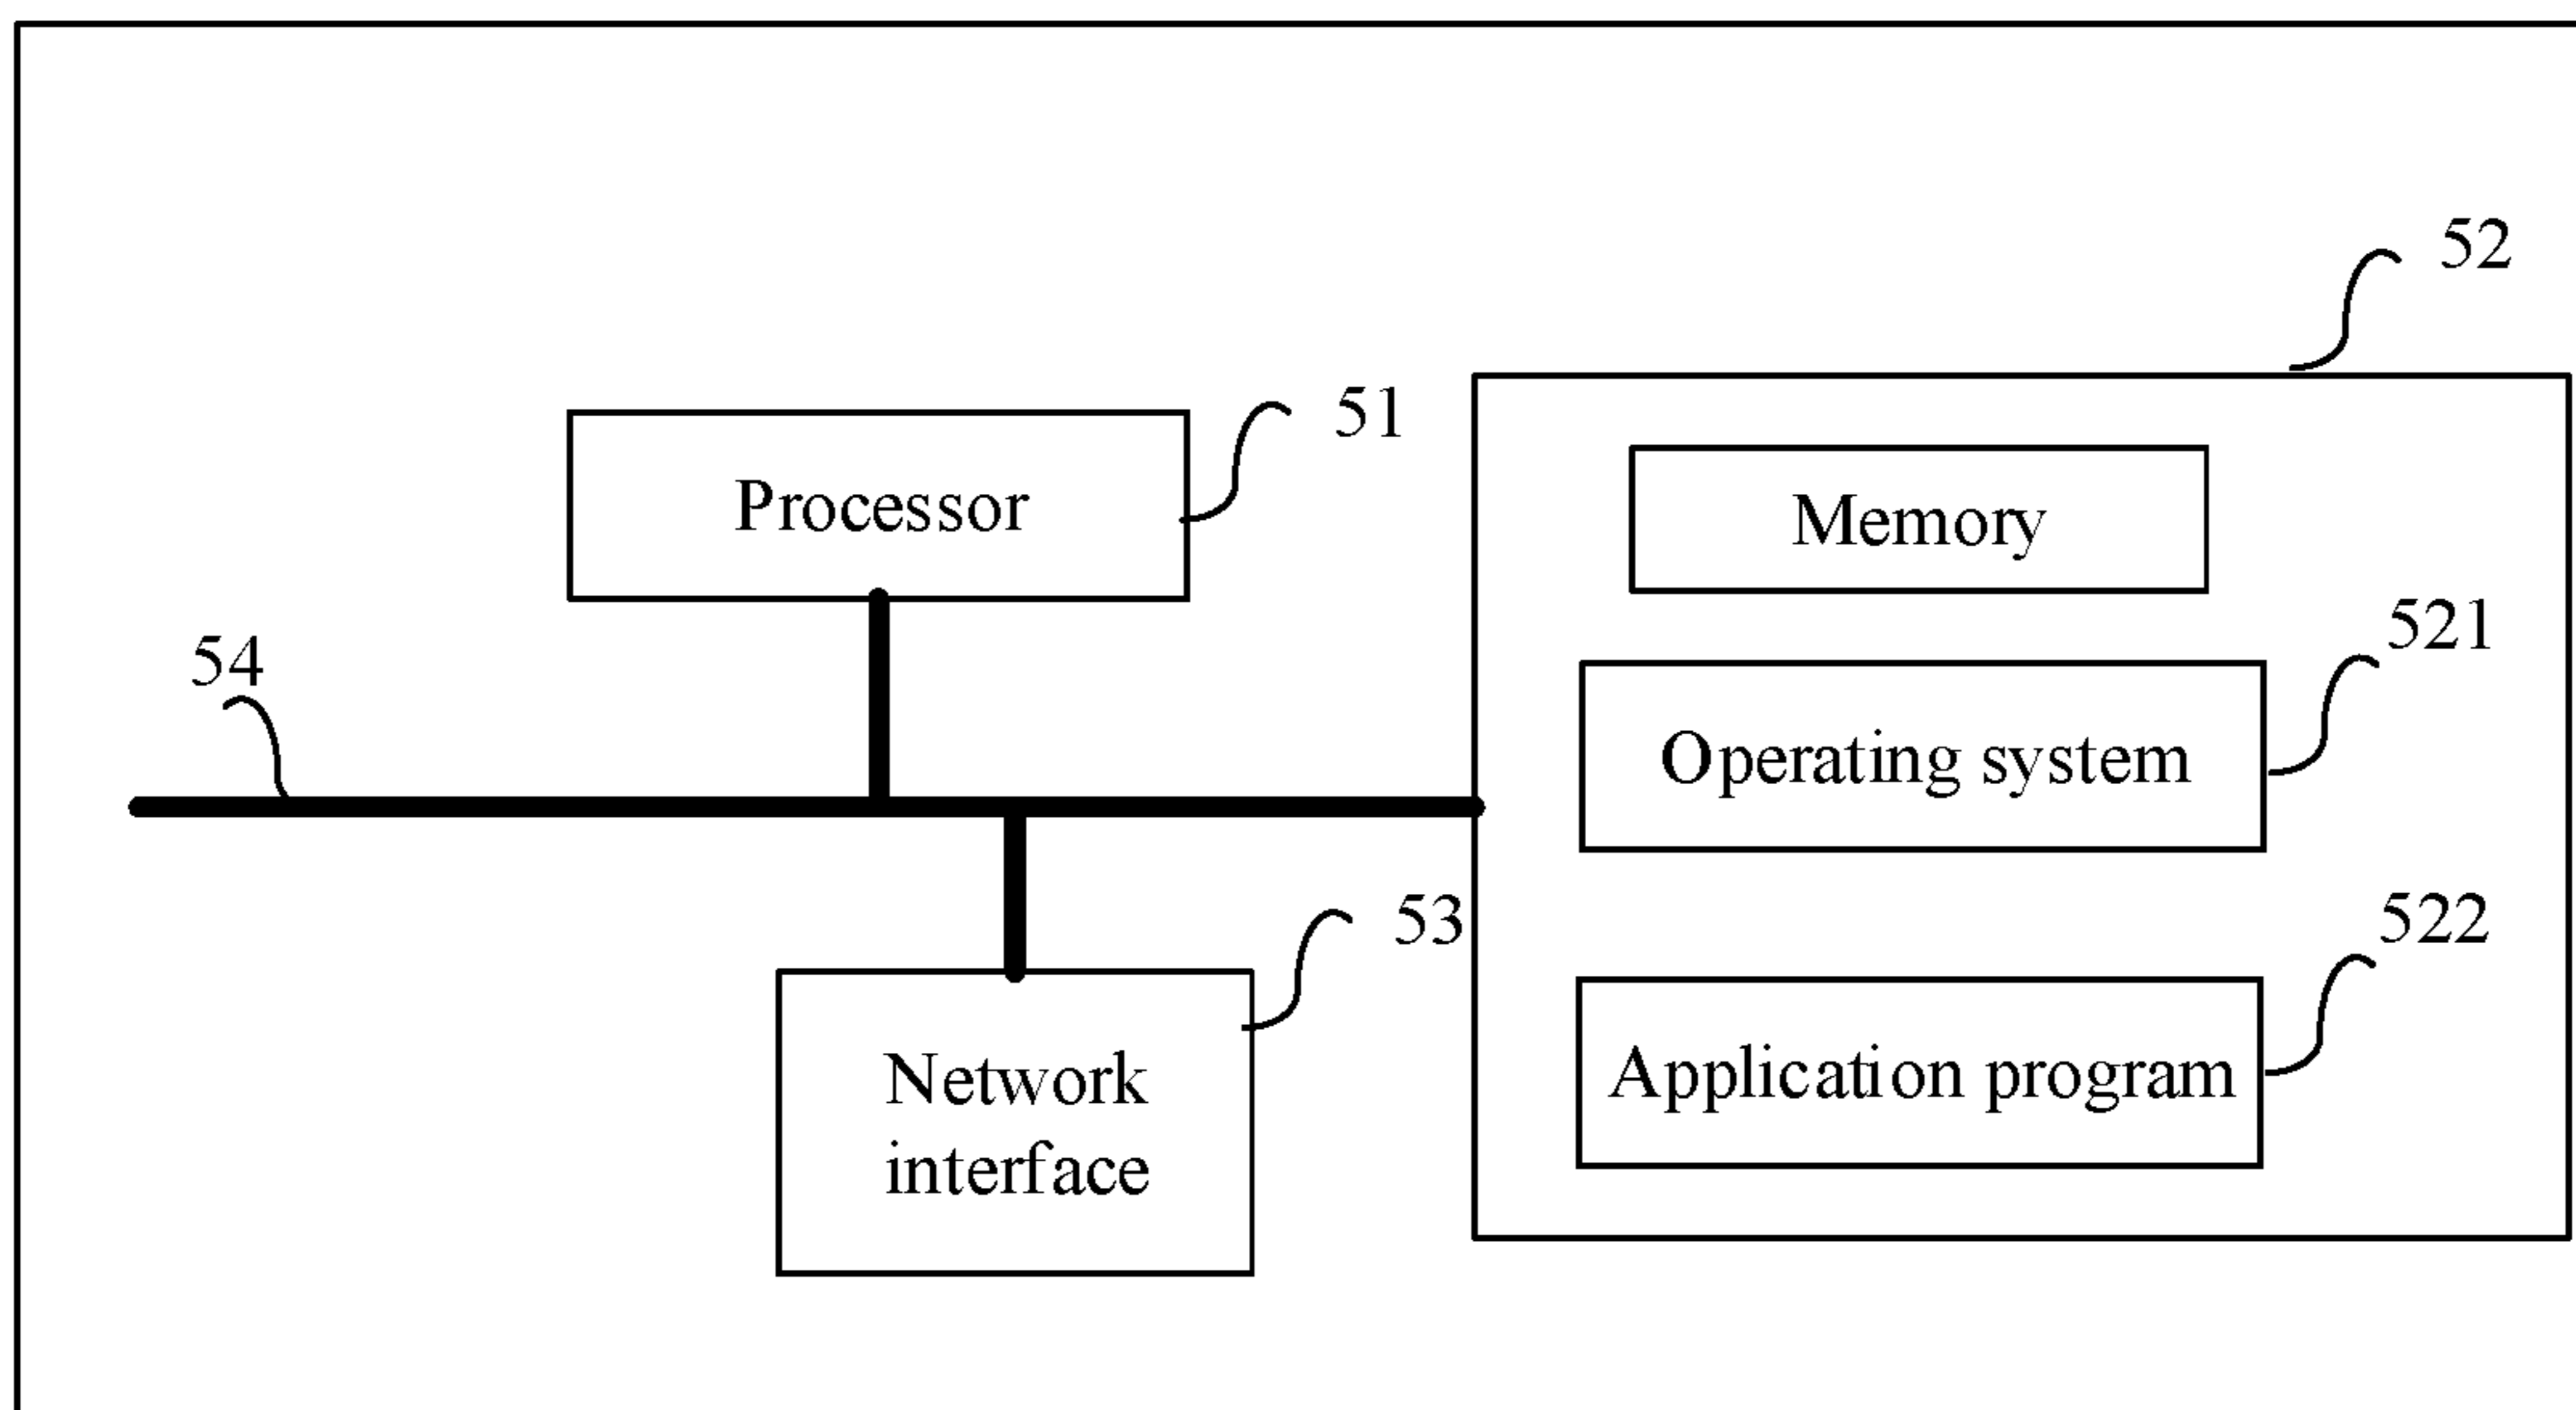 52
51
Processor
Memory
54
521
Operating system
53
522
Network
interface
Application program